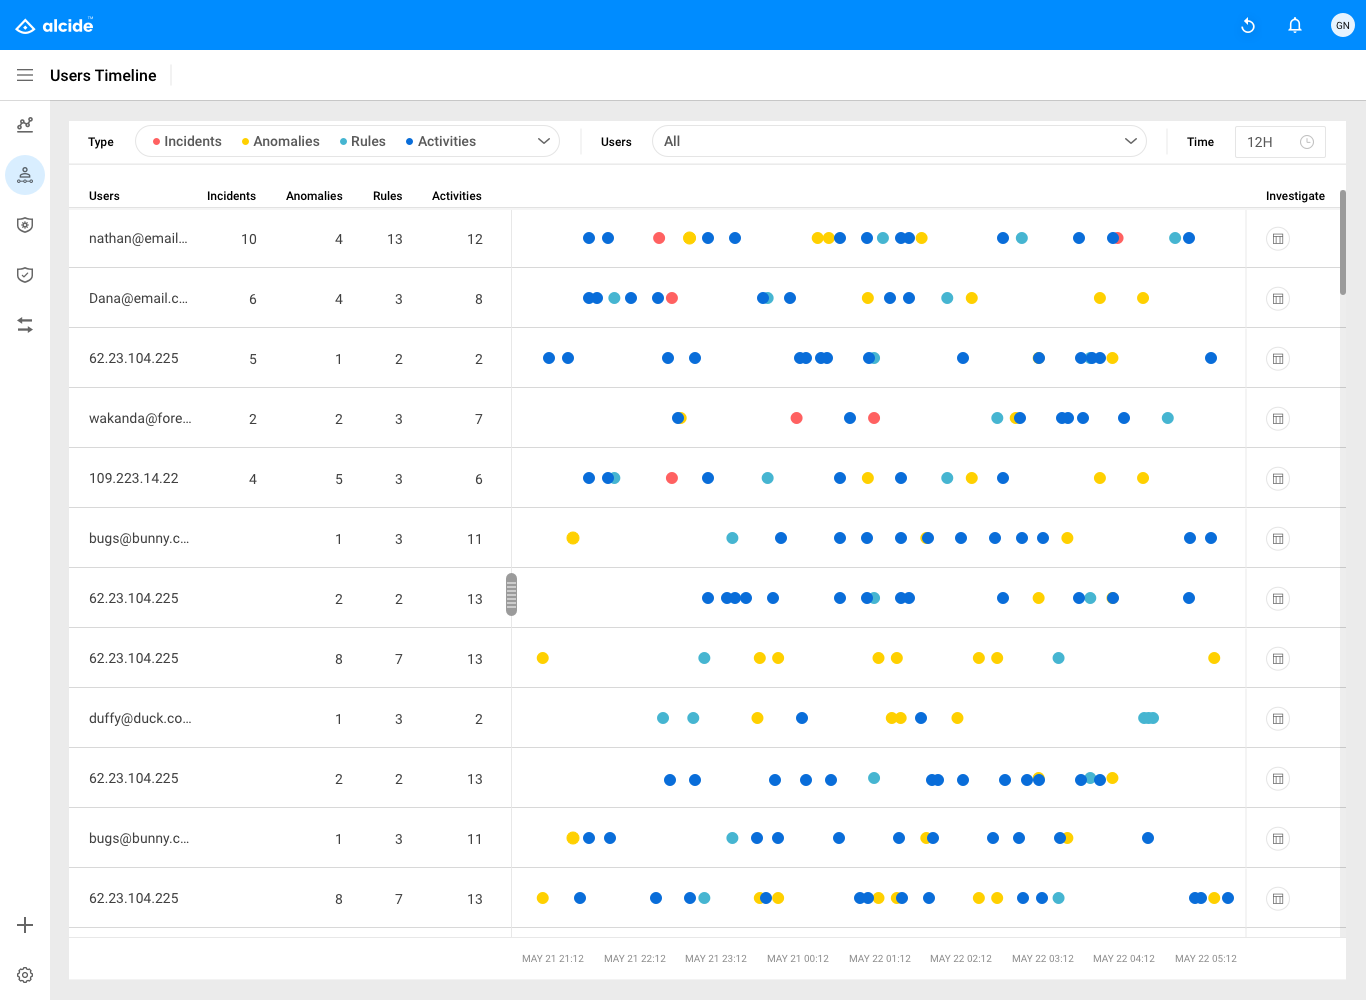 alcide™
GN
Users Timeline
Type Incidents Anomalies Rules Activities Users All Time 12H
Users Incidents Anomalies Rules Activities Investigate
nathan@email... 10 4 13 12
Dana@email.c... 6 4 3 8
62.23.104.225 5 1 2 2
wakanda@fore... 2 2 3 7
109.223.14.22 4 5 3 6
bugs@bunny.c... 1 3 11
62.23.104.225 2 2 13
62.23.104.225 8 7 13
duffy@duck.co... 1 3 2
62.23.104.225 2 2 13
bugs@bunny.c... 1 3 11
62.23.104.225 8 7 13
MAY 21 21:12 MAY 21 22:12 MAY 21 23:12 MAY 21 00:12 MAY 22 01:12 MAY 22 02:12 MAY 22 03:12 MAY 22 04:12 MAY 22 05:12